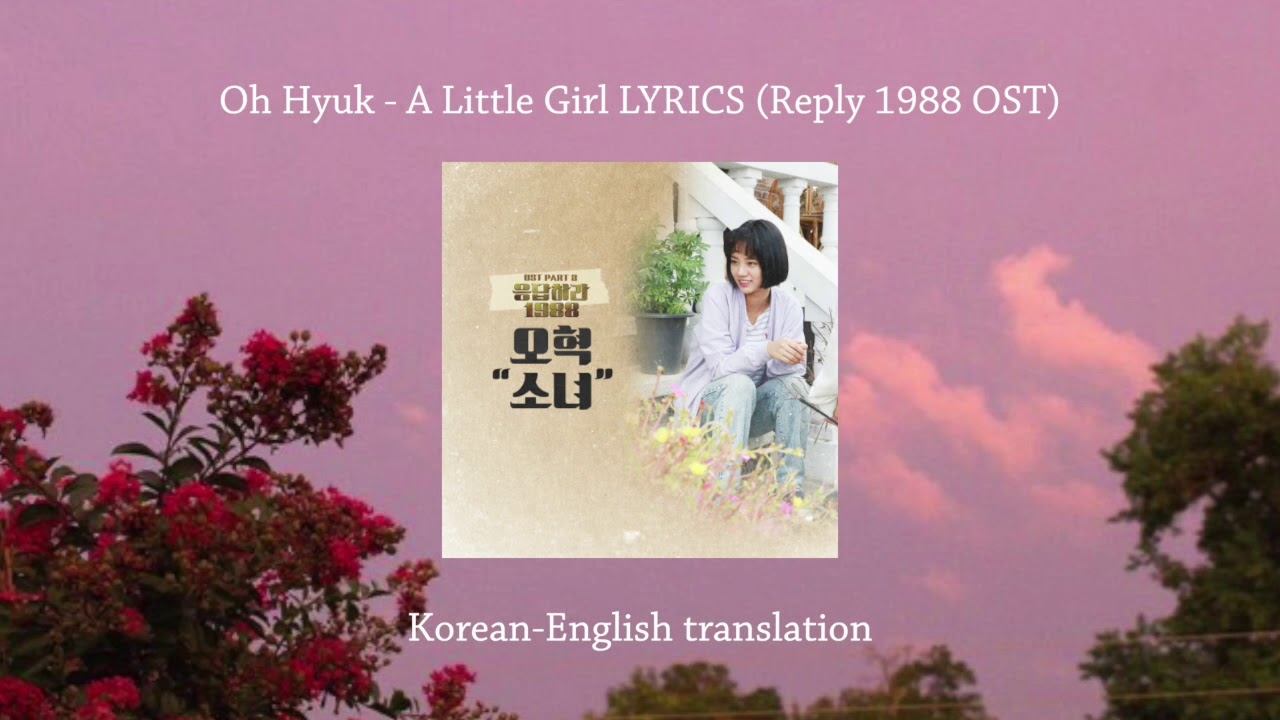 Oh Hyuk - A Little Girl LYRICS (Reply 1988 OST)
OST PART 3
응답하라
1988
오혁
"소녀"
Korean-English translation